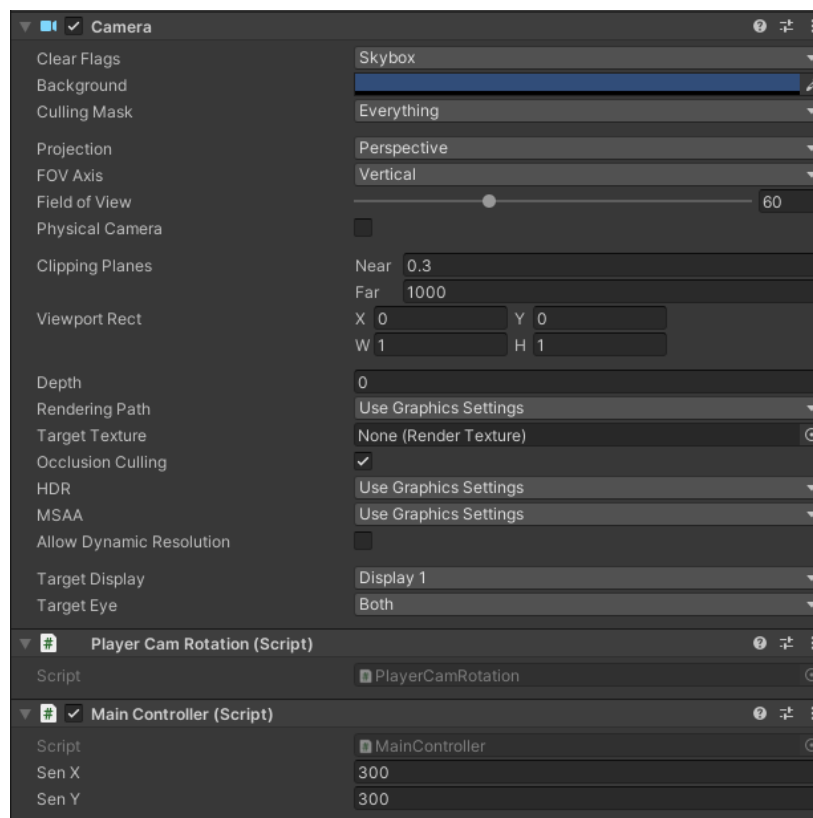 Camera
Clear Flags Skybox
Background
Culling Mask Everything
Projection Perspective
FOV Axis Vertical
Field of View 60
Physical Camera
Clipping Planes Near 0.3
Far 1000
Viewport Rect X 0 Y 0
W 1 H 1
Depth 0
Rendering Path Use Graphics Settings
Target Texture None (Render Texture)
Occlusion Culling
HDR Use Graphics Settings
MSAA Use Graphics Settings
Allow Dynamic Resolution
Target Display Display 1
Target Eye Both
# Player Cam Rotation (Script)
Script PlayerCamRotation
# Main Controller (Script)
Script MainController
Sen X 300
Sen Y 300